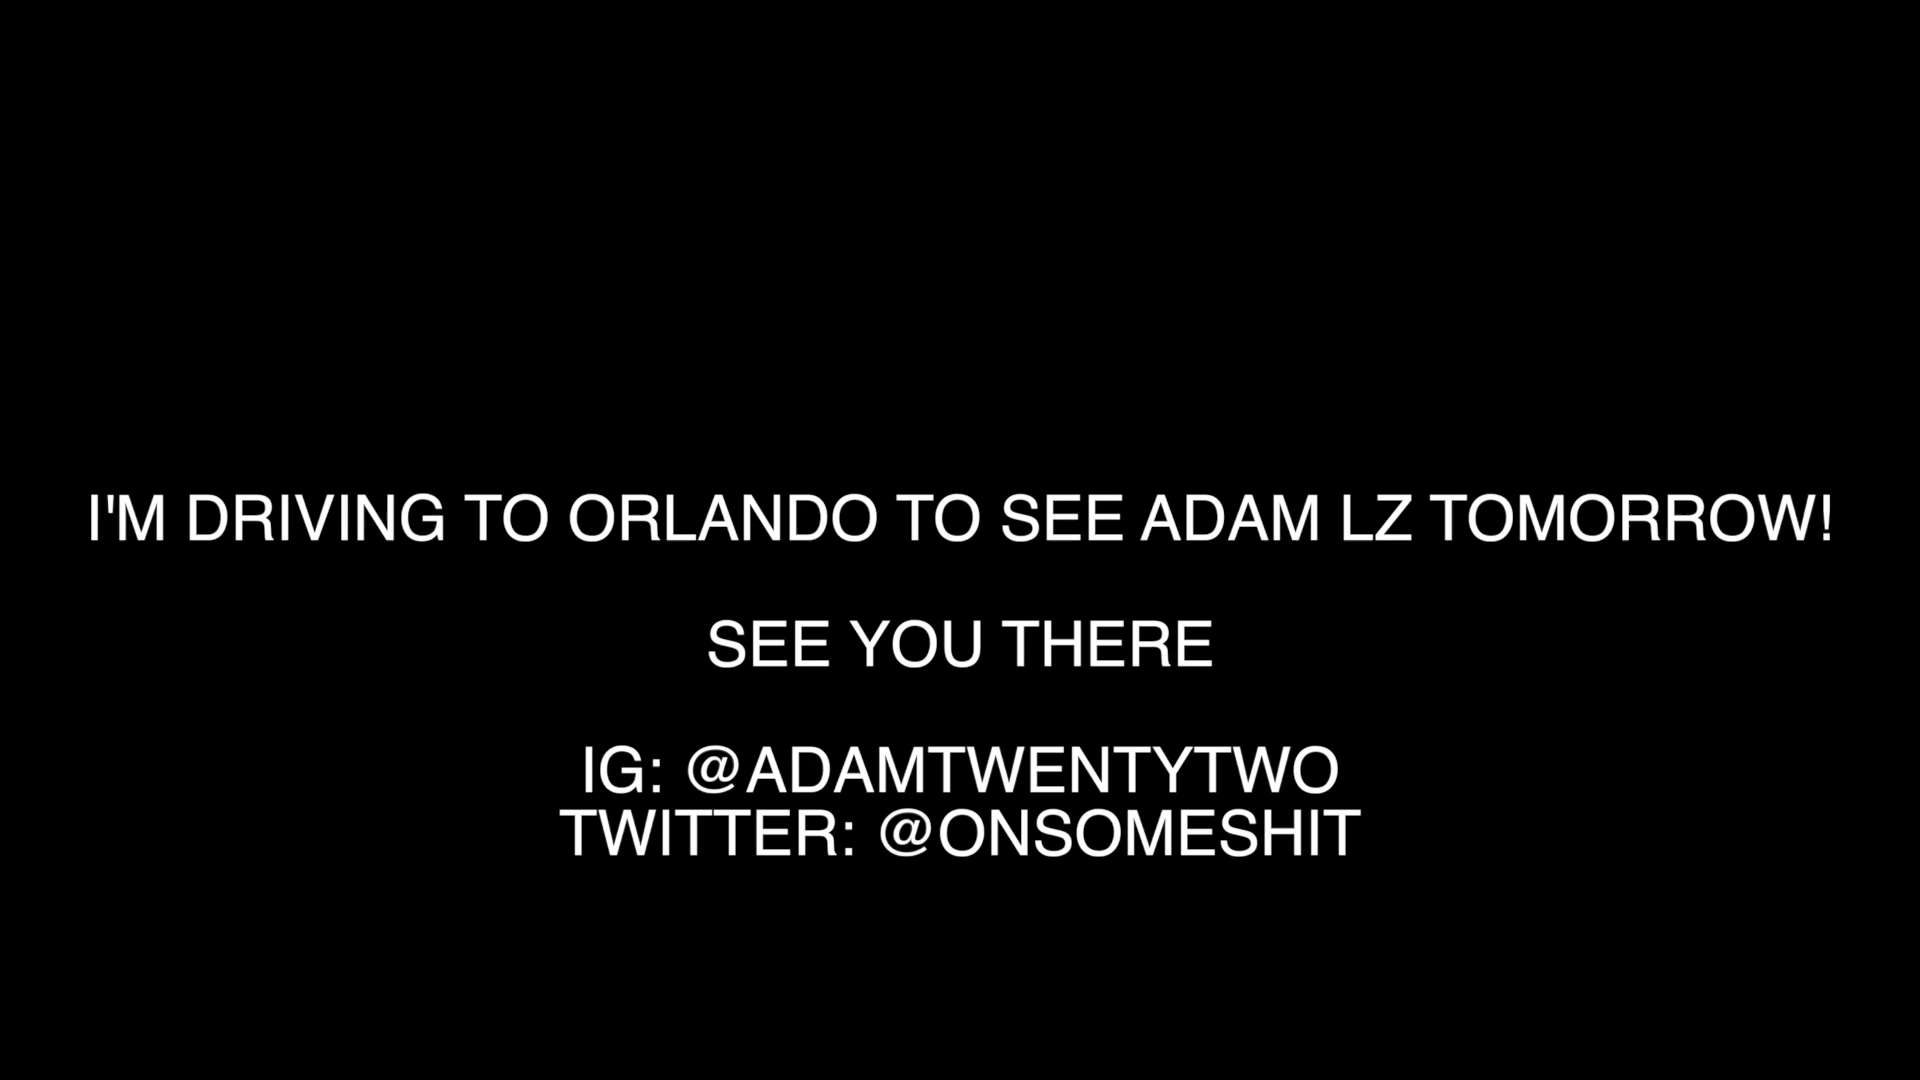 I'M DRIVING TO ORLANDO TO SEE ADAM LZ TOMORROW!
SEE YOU THERE
IG: @ADAMTWENTYTWO
TWITTER: @ONSOMESHIT